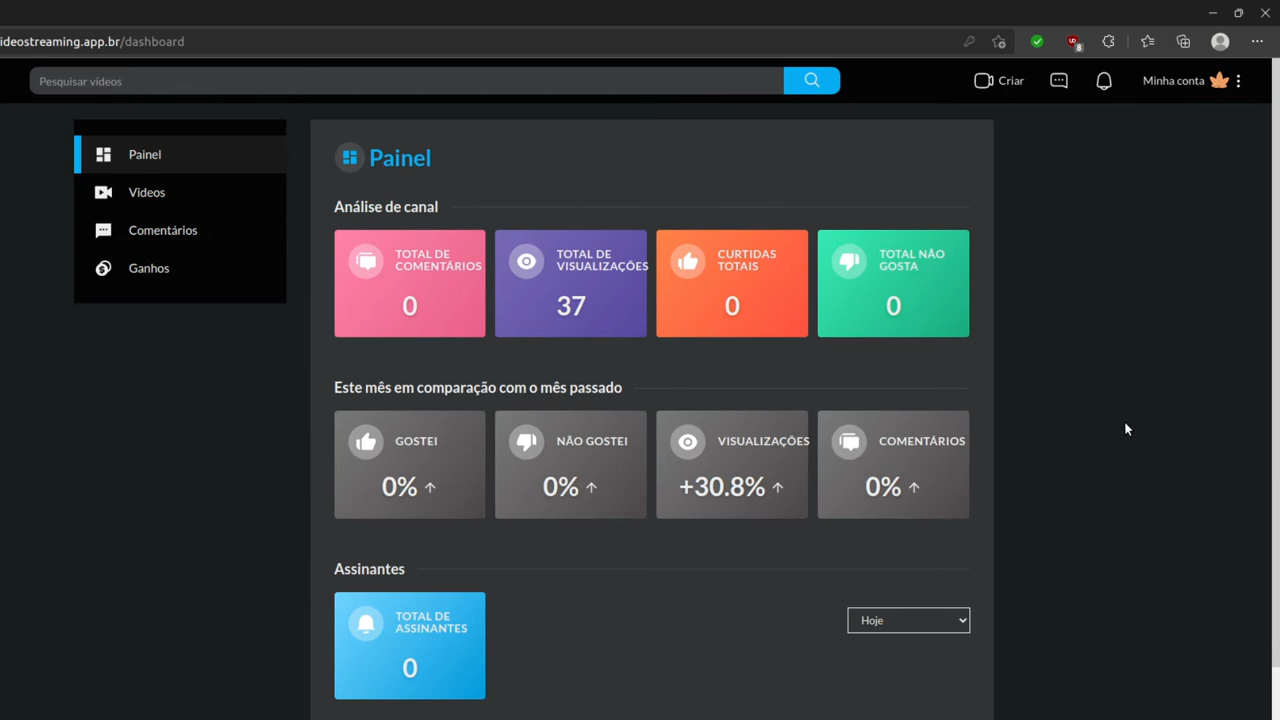 ideostreaming.app.br/dashboard
8
Pesquisar vídeos
Criar
Minha conta
Painel
Videos
Comentários
Ganhos
Painel
Análise de canal
TOTAL DE
COMENTÁRIOS
0
TOTAL DE
VISUALIZAÇÕES
37
CURTIDAS
TOTAIS
0
TOTAL NÃO
GOSTA
0
Este mês em comparação com o mês passado
GOSTEI
0%
NÃO GOSTEI
0%
VISUALIZAÇÕES
+30.8%
COMENTÁRIOS
0%
Assinantes
TOTAL DE
ASSINANTES
0
Hoje